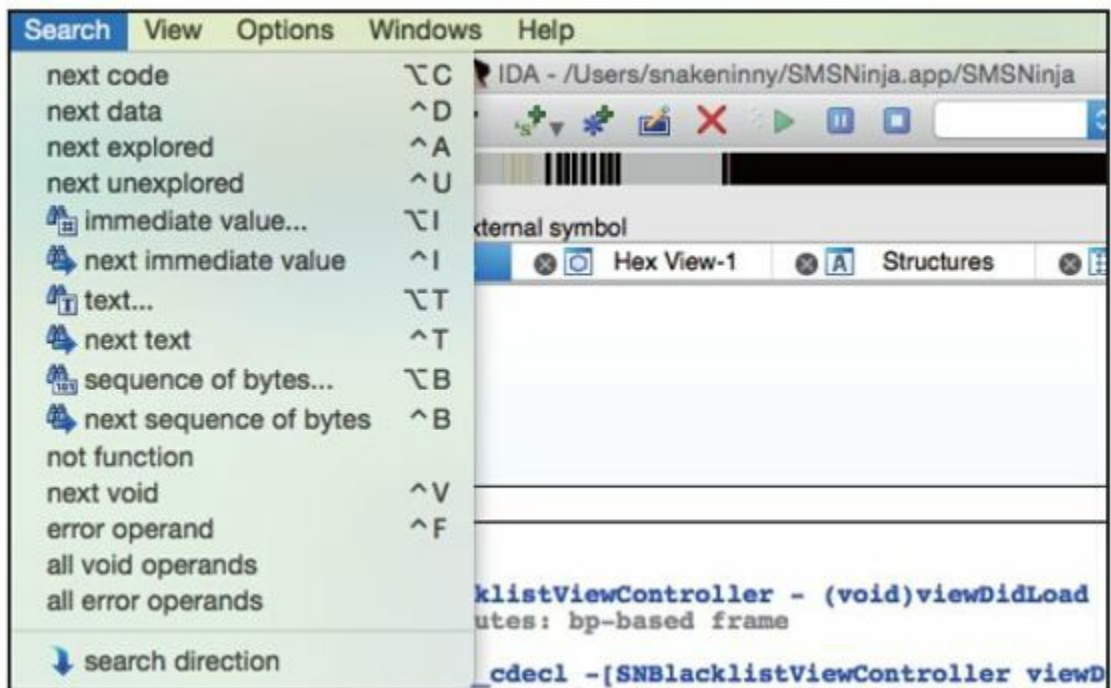 Search View Options Windows Help
next code ⌥C
next data ^D
next explored ^A
next unexplored ^U
immediate value... ⌥I
next immediate value ^I
text... ⌥T
next text ^T
sequence of bytes... ⌥B
next sequence of bytes ^B
not function
next void ^V
error operand ^F
all void operands
all error operands
search direction
IDA - /Users/snakeninny/SMSNinja.app/SMSNinja
xternal symbol
Hex View-1 Structures
klistViewController - (void)viewDidLoad
utes: bp-based frame
_cdecl -[SNBlacklistViewController viewD